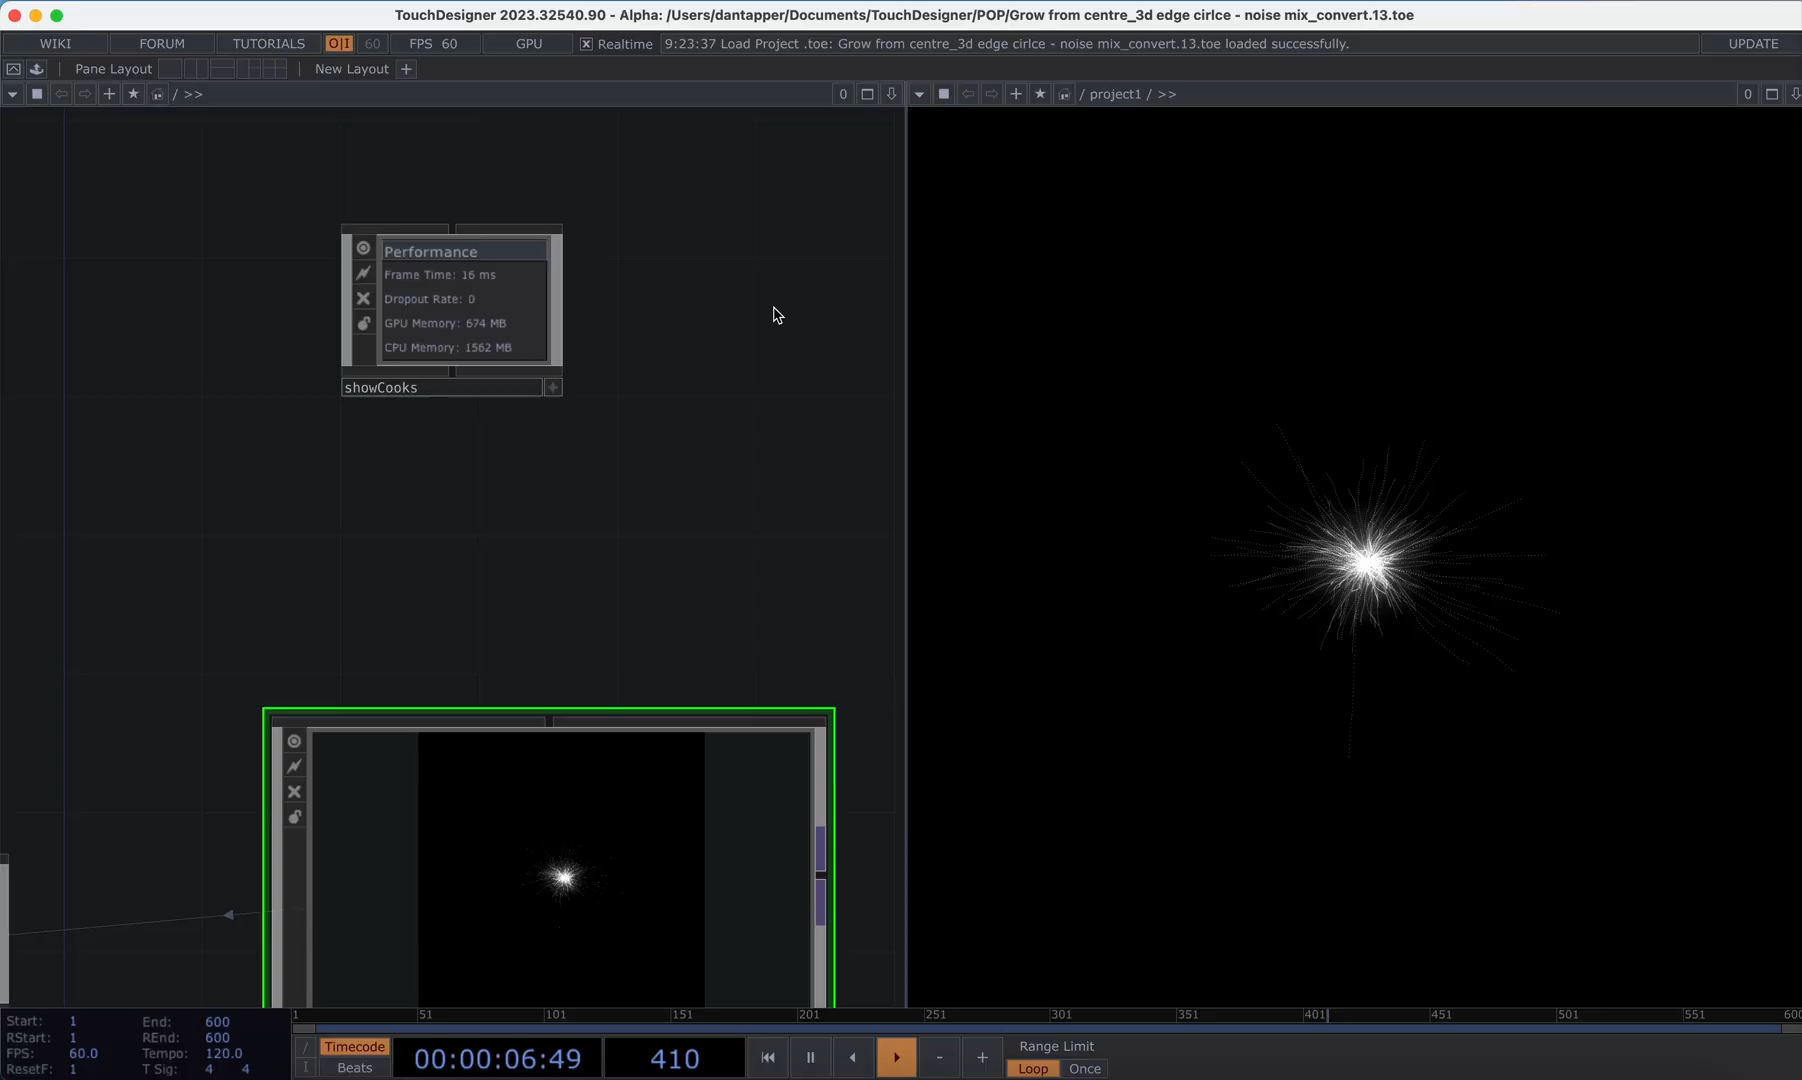 TouchDesigner 2023.32540.90 - Alpha: /Users/dantapper/Documents/TouchDesigner/POP/Grow from centre_3d edge cirlce - noise mix_convert.13.toe
WIKI FORUM TUTORIALS O|I 60 FPS 60 GPU Realtime 9:23:37 Load Project .toe: Grow from centre_3d edge cirlce - noise mix_convert.13.toe loaded successfully. UPDATE
Pane Layout New Layout +
/ >> 0
/ project1 / >> 0
Performance
Frame Time: 16 ms
Dropout Rate: 0
GPU Memory: 674 MB
CPU Memory: 1562 MB
showCooks
1 51 101 151 201 251 301 351 401 451 501 551 600
Start: 1 End: 600
RStart: 1 REnd: 600
FPS: 60.0 Tempo: 120.0
ResetF: 1 T Sig: 4 4
Timecode
Beats
00:00:06:49
410
- +
Range Limit
Loop Once